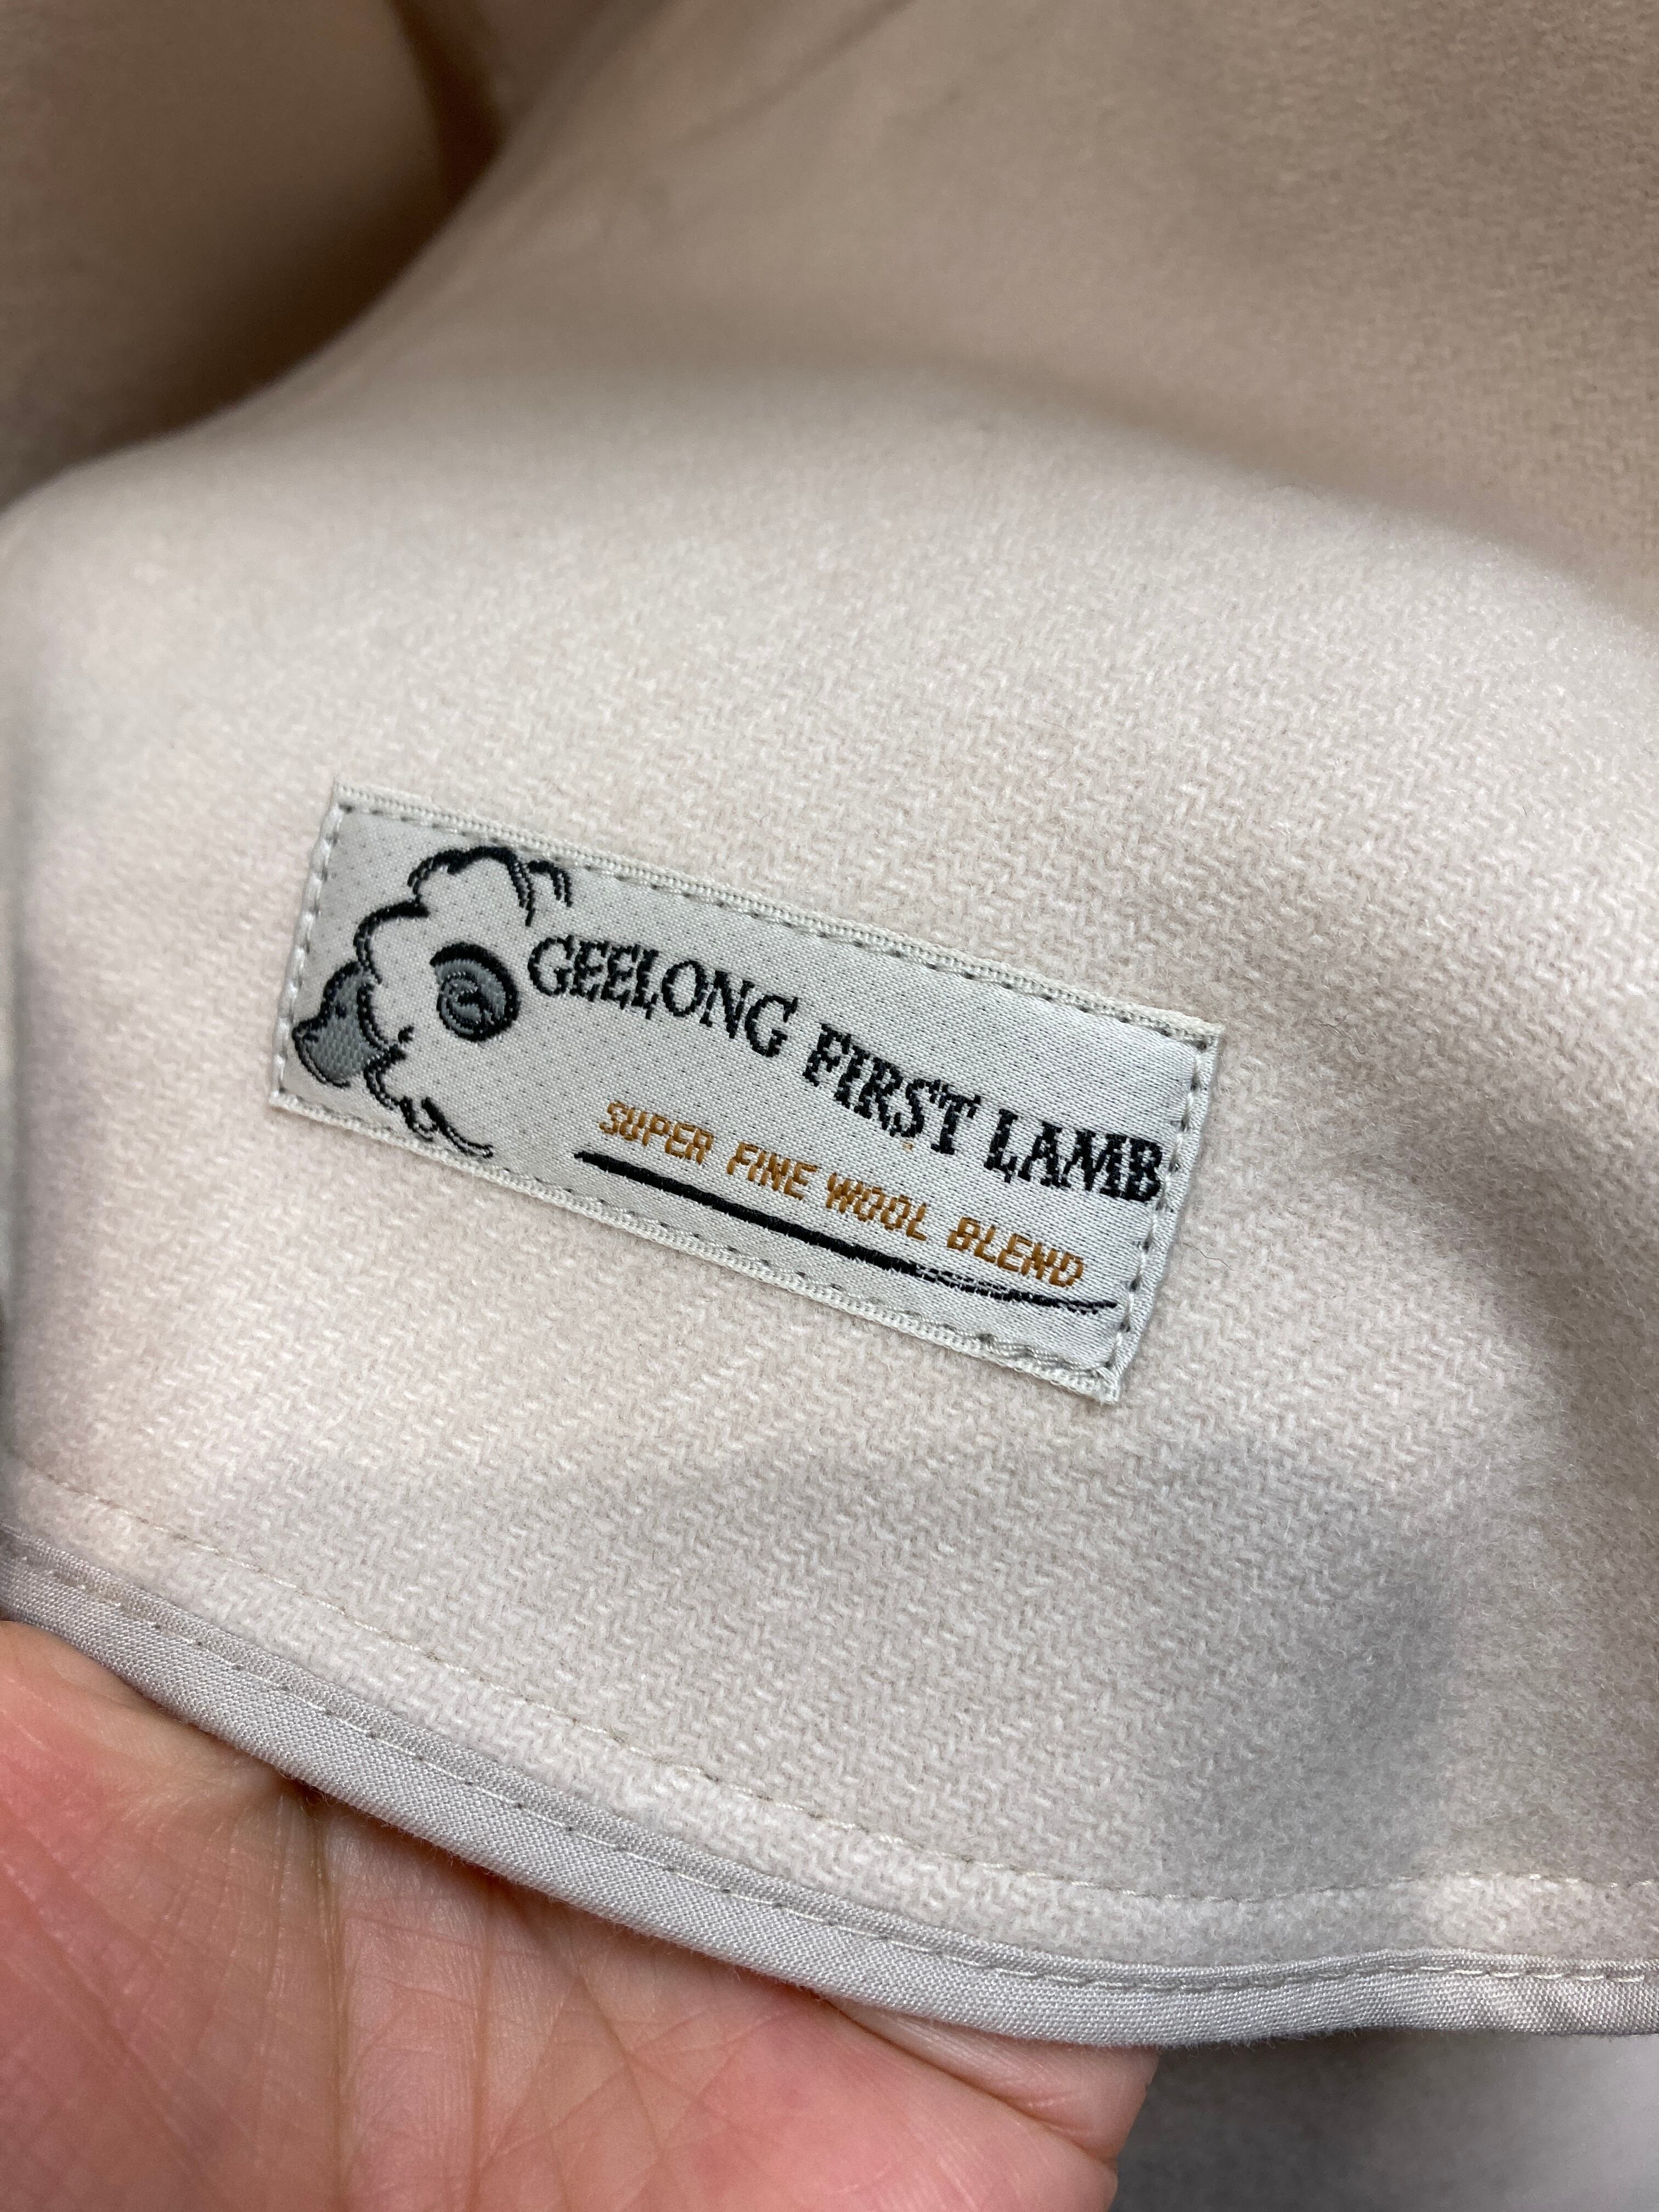 GEELONG FIRST LAMB
SUPER FINE WOOL BLEND